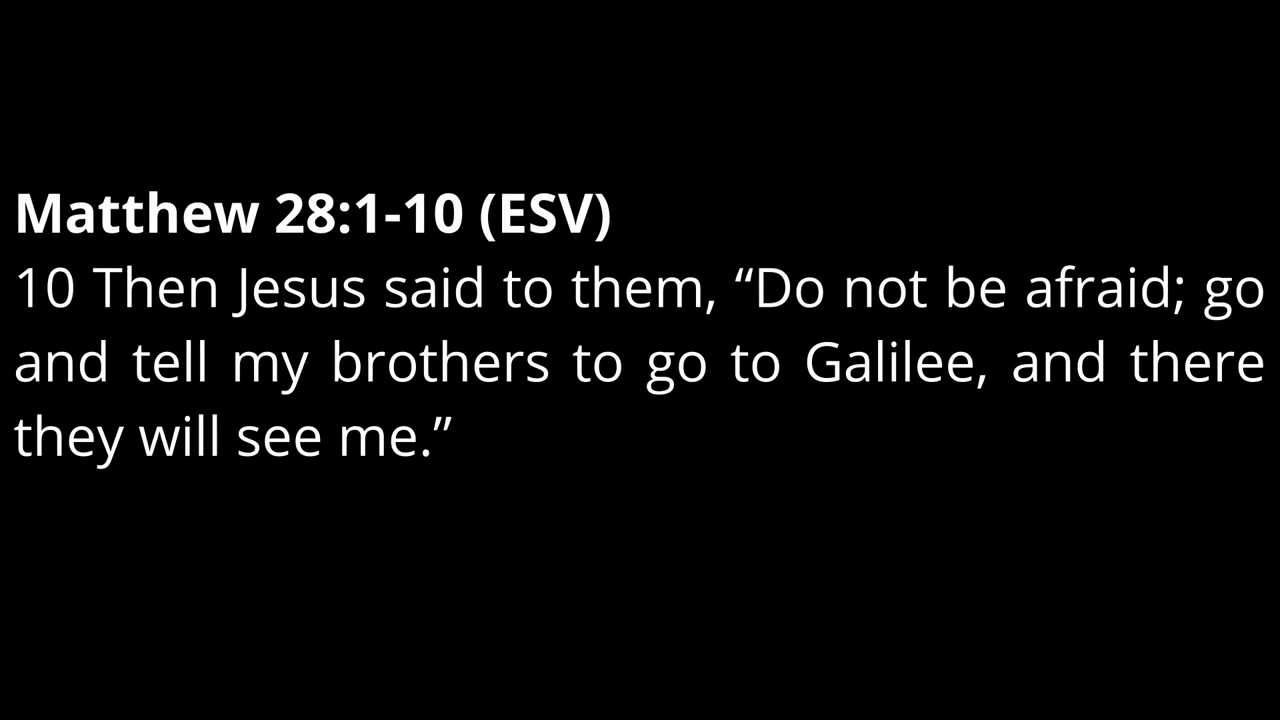 Matthew 28:1-10 (ESV)
10 Then Jesus said to them, “Do not be afraid; go
and tell my brothers to go to Galilee, and there
they will see me.”